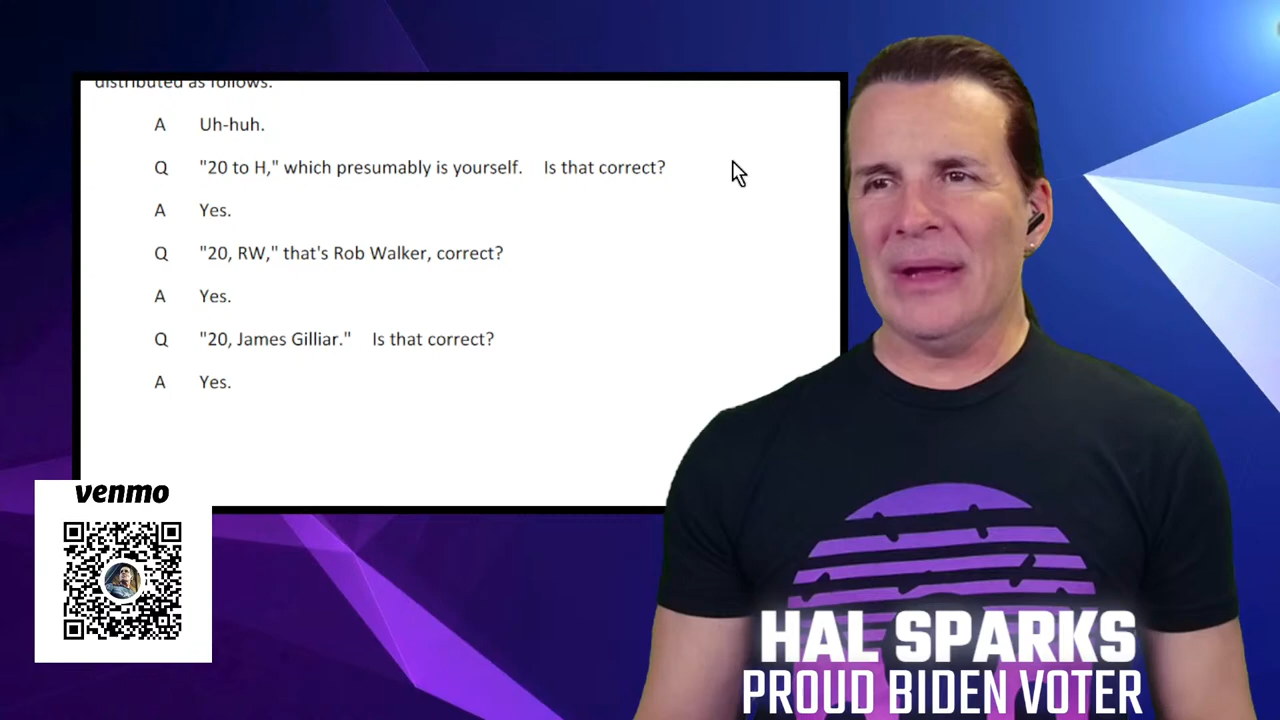 distributed as follows.
A Uh-huh.
Q "20 to H," which presumably is yourself. Is that correct?
A Yes.
Q "20, RW," that's Rob Walker, correct?
A Yes.
Q "20, James Gilliar." Is that correct?
A Yes.
venmo
HAL SPARKS
PROUD BIDEN VOTER